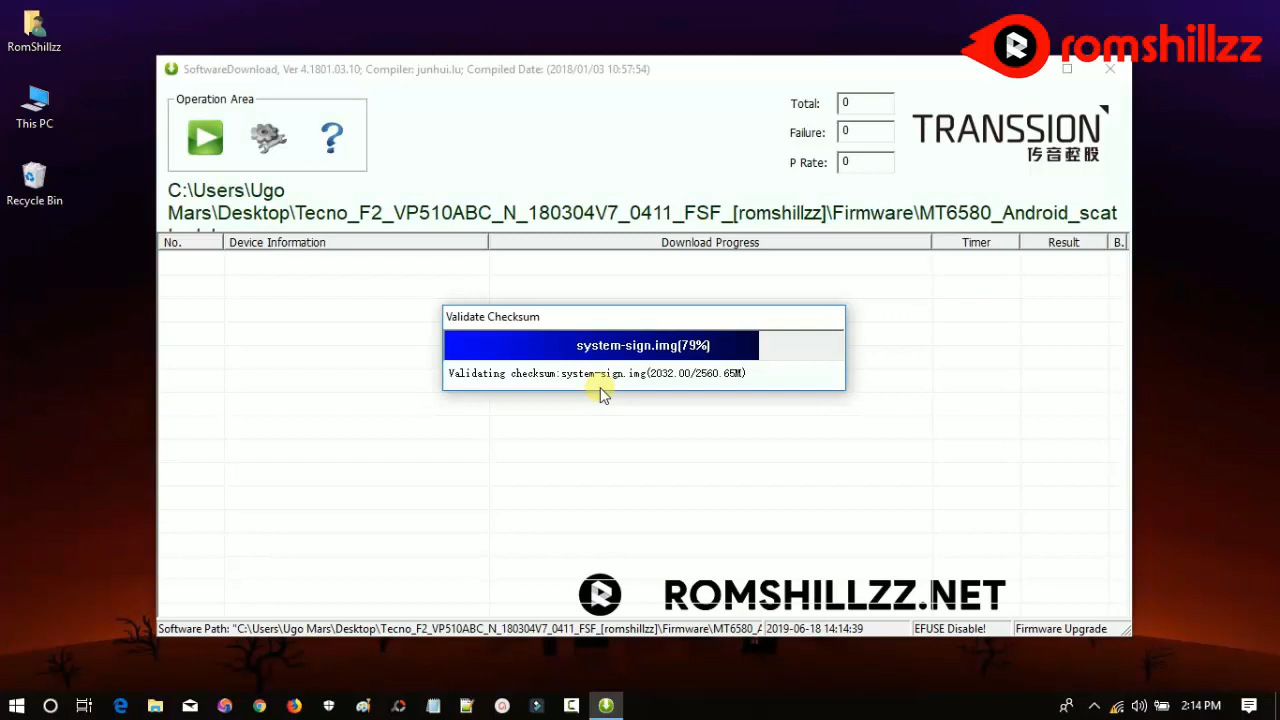 RomShillzz
This PC
Recycle Bin
romshillzz
SoftwareDownload, Ver 4.1801.03.10; Compiler: junhui.lu; Compiled Date: (2018/01/03 10:57:54)
Operation Area
Total: 0
Failure: 0
P Rate: 0
TRANSSION
传音控股
C:\Users\Ugo
Mars\Desktop\Tecno_F2_VP510ABC_N_180304V7_0411_FSF_[romshillzz]\Firmware\MT6580_Android_scat
No. Device Information Download Progress Timer Result B.
Validate Checksum
system-sign.img(79%)
Validating checksum:system-sign.img(2032.00/2560.65M)
ROMSHILLZZ.NET
Software Path: "C:\Users\Ugo Mars\Desktop\Tecno_F2_VP510ABC_N_180304V7_0411_FSF_[romshillzz]\Firmware\MT6580_A 2019-06-18 14:14:39 EFUSE Disable! Firmware Upgrade
2:14 PM